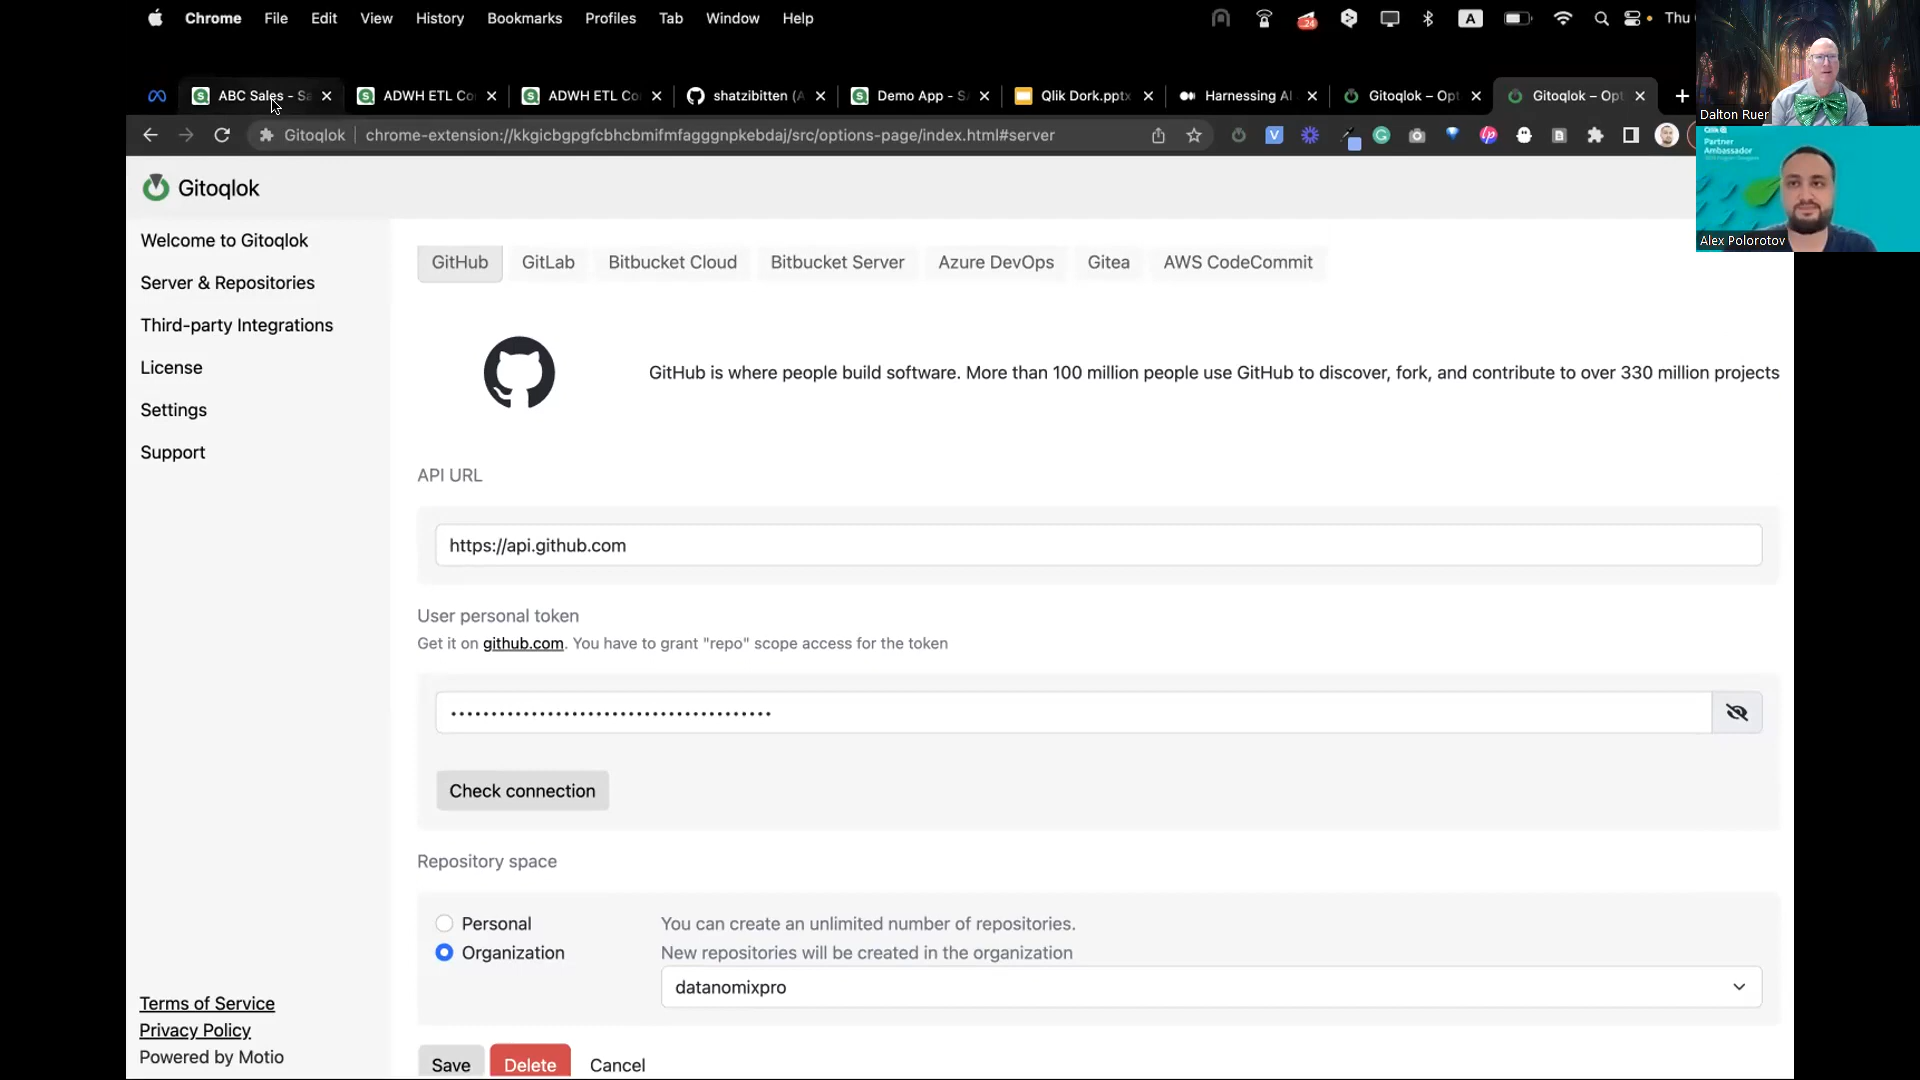 Chrome File Edit View History Bookmarks Profiles Tab Window Help
24 A Thu
ABC Sales - Sa ADWH ETL Co ADWH ETL Co shatzibitten (A Demo App - SA Qlik Dork.pptx Harnessing AI Gitoqlok – Opt Gitoqlok – Opt
Dalton Ruer
Gitoqlok chrome-extension://kkgicbgpgfcbhcbmifmfagggnpkebdaj/src/options-page/index.html#server
Qlik
Partner
Ambassador
Alex Polorotov
Gitoqlok
Welcome to Gitoqlok
Server & Repositories
Third-party Integrations
License
Settings
Support
GitHub GitLab Bitbucket Cloud Bitbucket Server Azure DevOps Gitea AWS CodeCommit
GitHub is where people build software. More than 100 million people use GitHub to discover, fork, and contribute to over 330 million projects
API URL
https://api.github.com
User personal token
Get it on github.com. You have to grant "repo" scope access for the token
Check connection
Repository space
Personal You can create an unlimited number of repositories.
Organization New repositories will be created in the organization
datanomixpro
Save Delete Cancel
Terms of Service
Privacy Policy
Powered by Motio